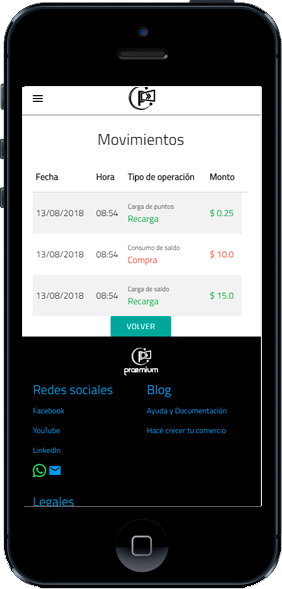 Movimientos
Fecha Hora Tipo de operación Monto
Carga de puntos
13/08/2018 08:54 Recarga $ 0.25
Consumo de saldo
13/08/2018 08:54 Compra $ 10.0
Carga de saldo
13/08/2018 08:54 Recarga $ 15.0
VOLVER
præmium
Redes sociales Blog
Facebook Ayuda y Documentación
YouTube Hacé crecer tu comercio
LinkedIn
Legales